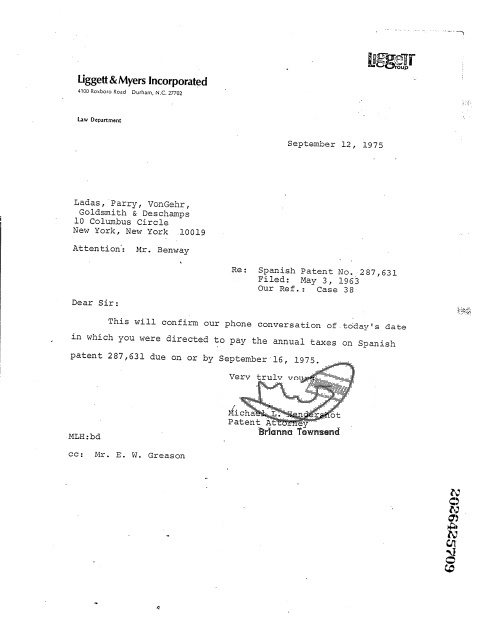 Liggett
Group
Liggett & Myers Incorporated
4100 Roxboro Road Durham, N.C. 27702
Law Department
September 12, 1975
Ladas, Parry, VonGehr,
Goldsmith & Deschamps
10 Columbus Circle
New York, New York 10019
Attention: Mr. Benway
Re: Spanish Patent No. 287,631
Filed: May 3, 1963
Our Ref.: Case 38
Dear Sir:
This will confirm our phone conversation of today's date
in which you were directed to pay the annual taxes on Spanish
patent 287,631 due on or by September 16, 1975.
Very truly yours
Michael L. Hendershot
Patent Attorney
Brianna Townsend
MLH:bd
cc: Mr. E. W. Greason
2026425709